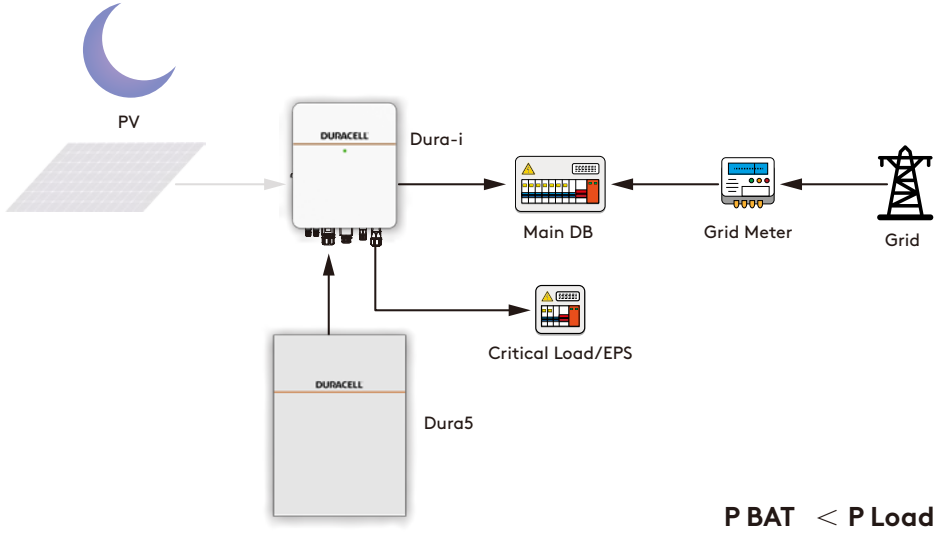 PV
DURACELL
Dura-i
Main DB
Grid Meter
Grid
Critical Load/EPS
DURACELL
Dura5
P BAT < P Load